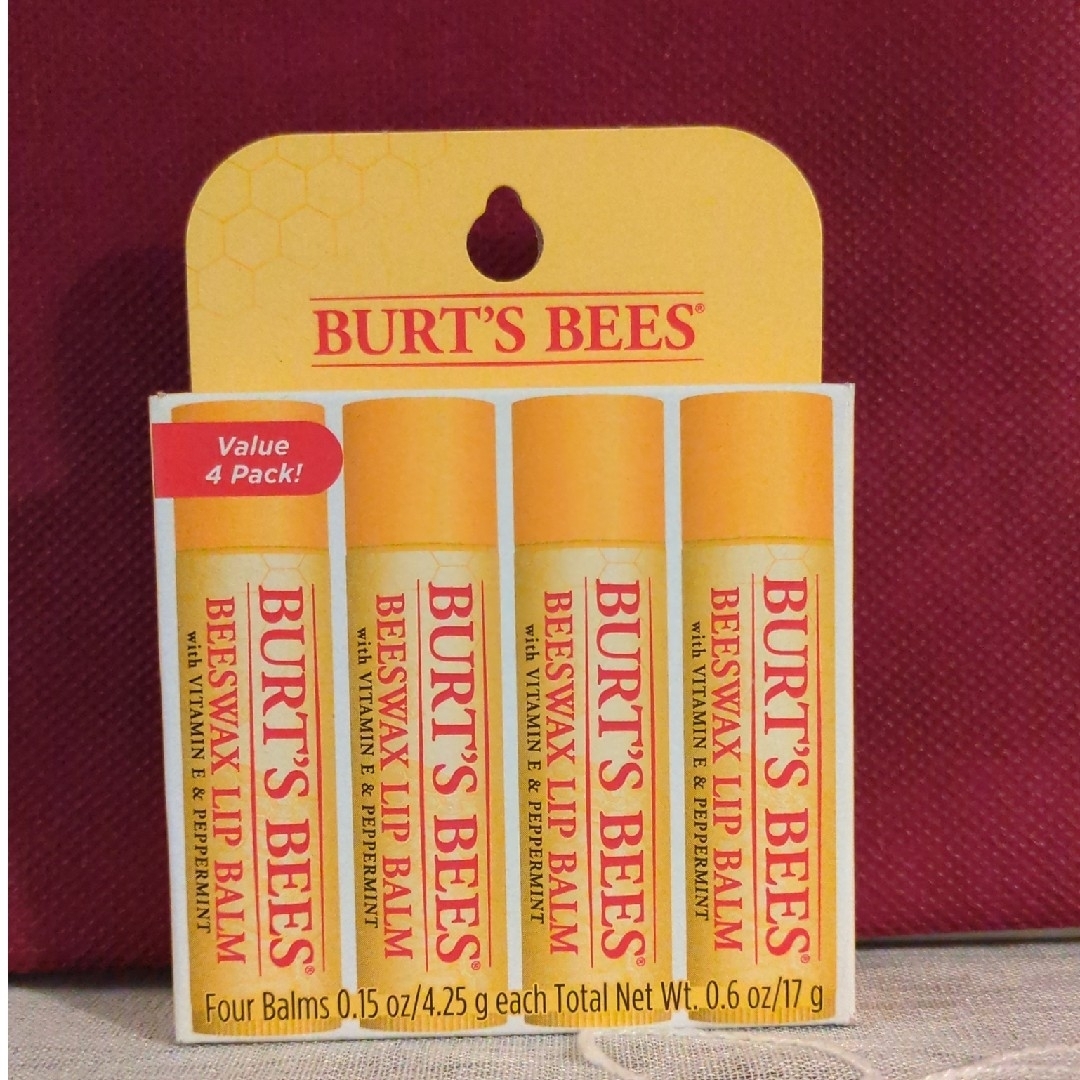 BURT'S BEES®
Value
4 Pack!
BURT'S BEES®
BEESWAX LIP BALM
with VITAMIN E & PEPPERMINT
BURT'S BEES®
BEESWAX LIP BALM
with VITAMIN E & PEPPERMINT
BURT'S BEES®
BEESWAX LIP BALM
with VITAMIN E & PEPPERMINT
BURT'S BEES®
BEESWAX LIP BALM
with VITAMIN E & PEPPERMINT
Four Balms 0.15 oz/4.25 g each Total Net Wt. 0.6 oz/17 g